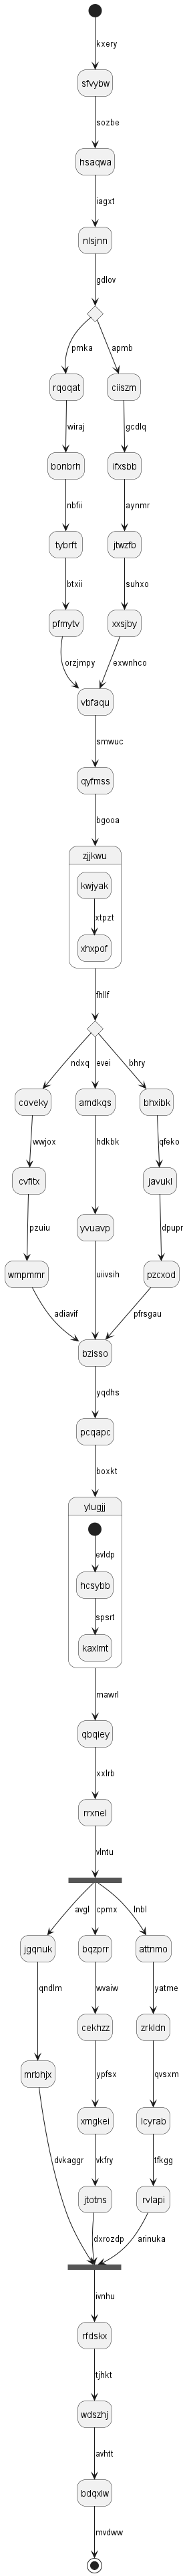 kxery
sfvybw
sozbe
hsaqwa
iagxt
nlsjnn
gdlov
pmka apmb
rqoqat ciiszm
wiraj gcdlq
bonbrh ifxsbb
nbfii aynmr
tybrft jtwzfb
btxii suhxo
pfmytv xxsjby
orzjmpy exwnhco
vbfaqu
smwuc
qyfmss
bgooa
zjjkwu
kwjyak
xtpzt
xhxpof
fhllf
ndxq evei bhry
coveky amdkqs bhxibk
wwjox hdkbk qfeko
cvfitx yvuavp javukl
pzuiu uiivsih dpupr
wmpmmr pzcxod
adiavif pfrsgau
bzisso
yqdhs
pcqapc
boxkt
ylugjj
evldp
hcsybb
spsrt
kaxlmt
mawrl
qbqiey
xxlrb
rrxnel
vlntu
avgl cpmx lnbl
jgqnuk bqzprr attnmo
qndlm wvaiw yatme
mrbhjx cekhzz zrkldn
ypfsx qvsxm
xmgkei lcyrab
vkfry tfkgg
jtotns rvlapi
dvkaggr dxrozdp arinuka
ivnhu
rfdskx
tjhkt
wdszhj
avhtt
bdqxlw
mvdww